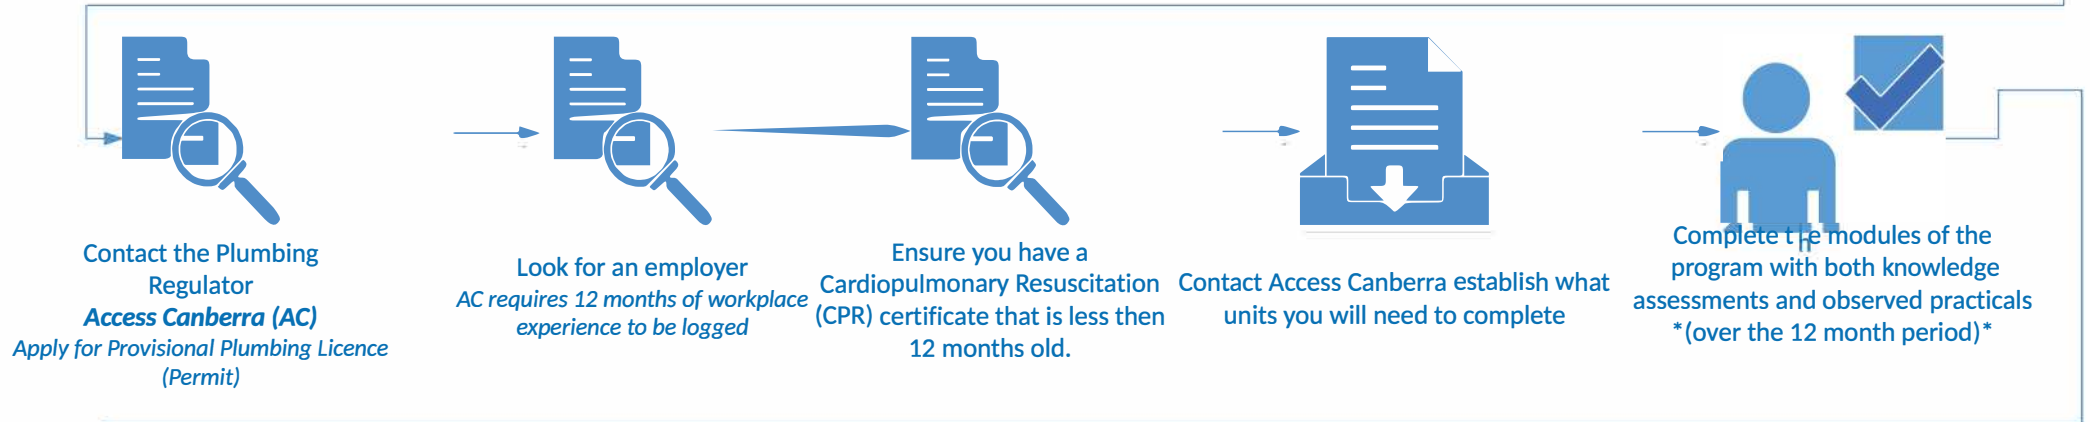 Contact the Plumbing
Regulator
Access Canberra (AC)
Apply for Provisional Plumbing Licence
(Permit)
Look for an employer
AC requires 12 months of workplace
experience to be logged
Ensure you have a
Cardiopulmonary Resuscitation
(CPR) certificate that is less then
12 months old.
Contact Access Canberra establish what
units you will need to complete
Complete the modules of the
program with both knowledge
assessments and observed practicals
*(over the 12 month period)*